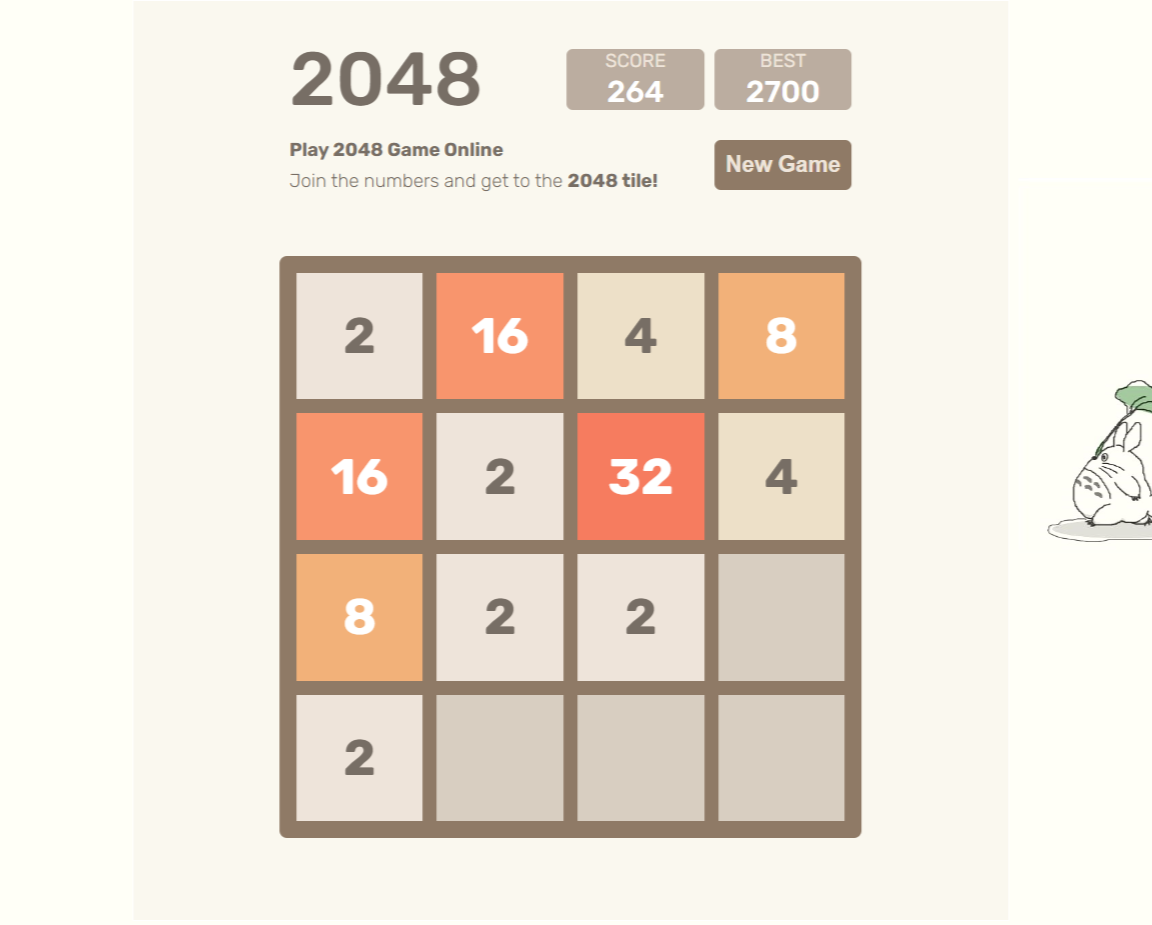 2048
SCORE
264
BEST
2700
Play 2048 Game Online
Join the numbers and get to the 2048 tile!
New Game
2 16 4 8
16 2 32 4
8 2 2
2